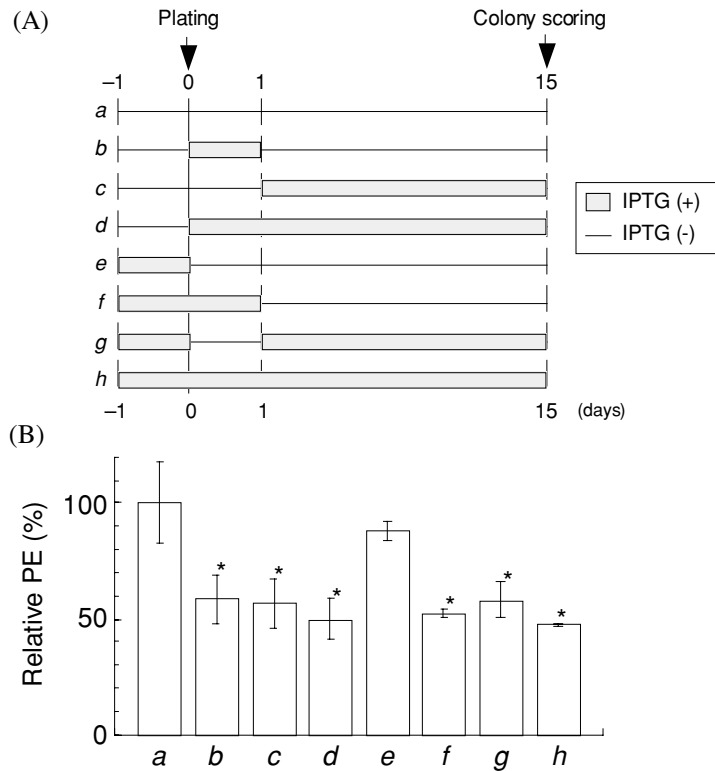 (A)
Plating Colony scoring
–1 0 1 15
a
b
c
d
e
f
g
h
IPTG (+)
IPTG (-)
–1 0 1 15 (days)
(B)
Relative PE (%)
100
50
0
* * * * * *
a b c d e f g h